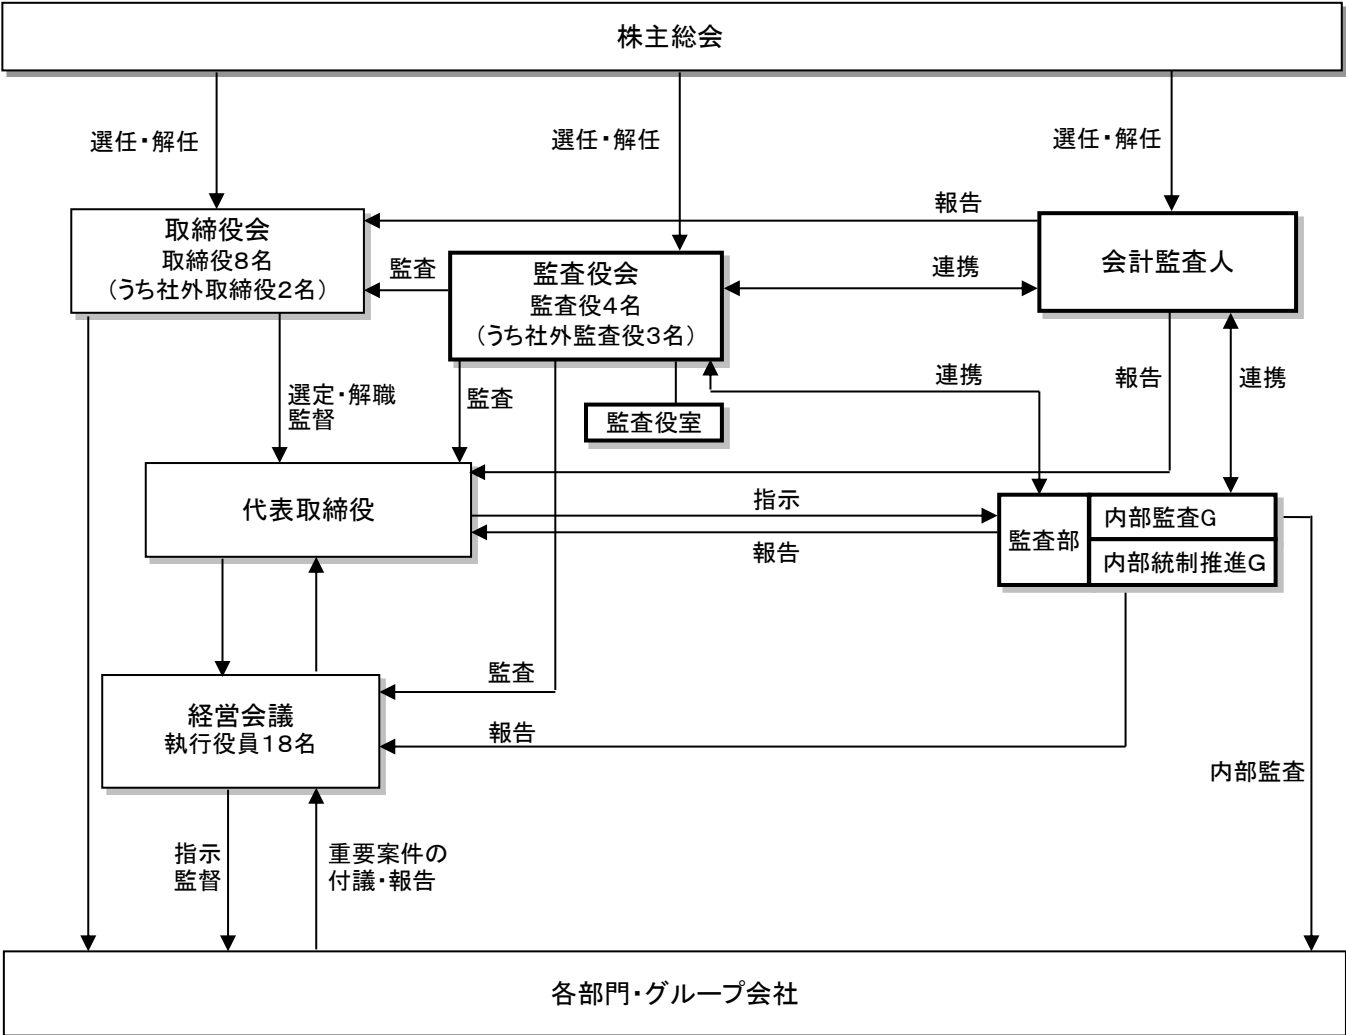 株主総会
選任・解任
選任・解任
選任・解任
取締役会
取締役8名
(うち社外取締役2名)
監査
監査役会
監査役4名
(うち社外監査役3名)
報告
連携
会計監査人
選定・解職
監督
監査
監査役室
連携
報告
連携
代表取締役
指示
報告
監査部
内部監査G
内部統制推進G
経営会議
執行役員18名
監査
報告
内部監査
指示
監督
重要案件の
付議・報告
各部門・グループ会社